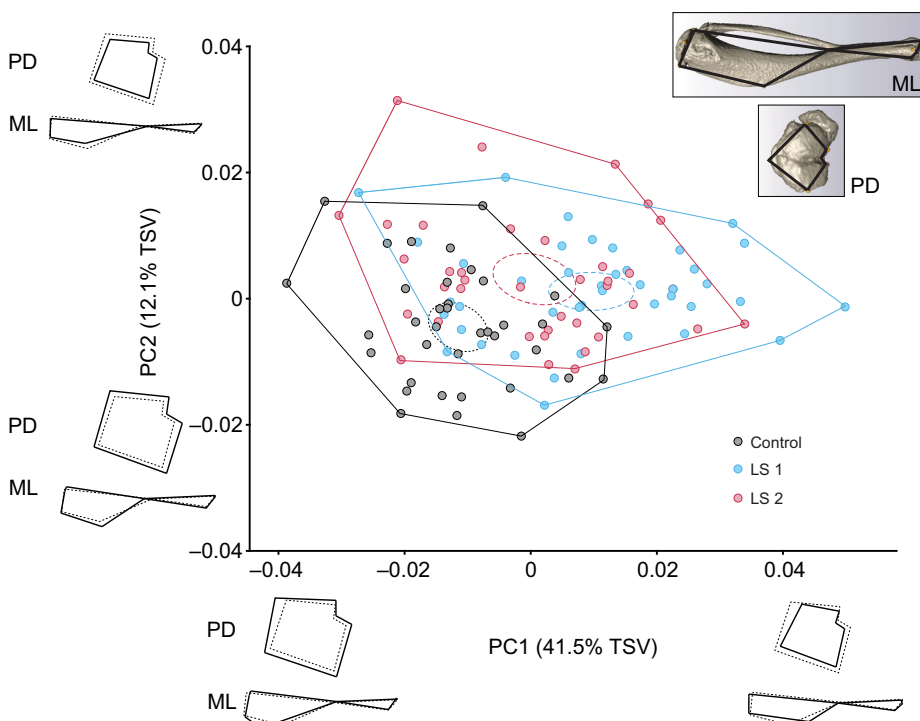 PD
ML
PC2 (12.1% TSV)
PD
ML
0.04
0.02
0
–0.02
–0.04
ML
PD
Control
LS 1
LS 2
–0.04
–0.02
0
0.02
0.04
PD
PC1 (41.5% TSV)
ML